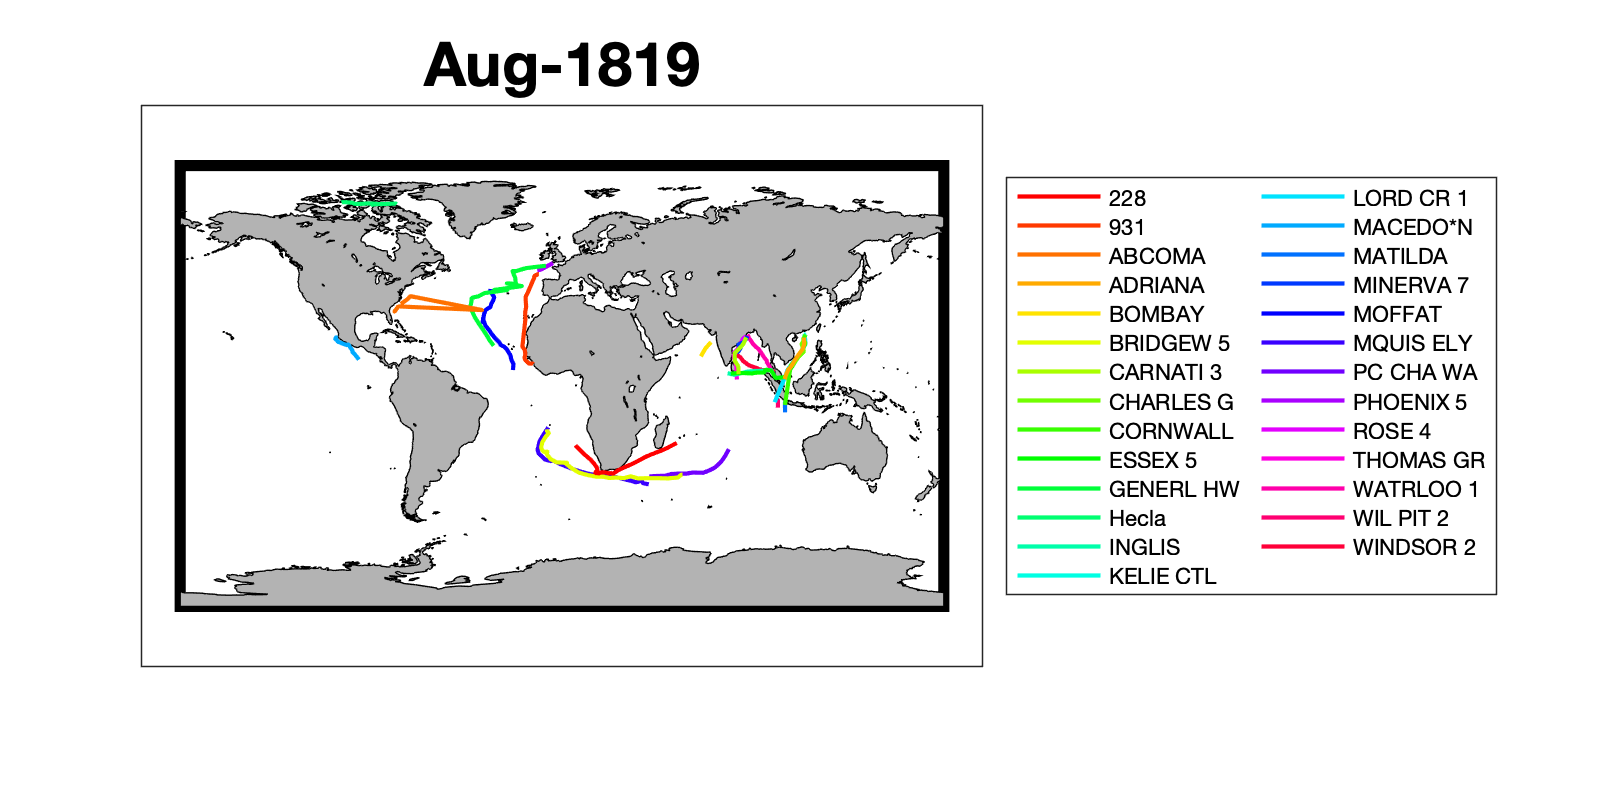 Aug-1819
228
931
ABCOMA
ADRIANA
BOMBAY
BRIDGEW 5
CARNATI 3
CHARLES G
CORNWALL
ESSEX 5
GENERL HW
Hecla
INGLIS
KELIE CTL
LORD CR 1
MACEDO*N
MATILDA
MINERVA 7
MOFFAT
MQUIS ELY
PC CHA WA
PHOENIX 5
ROSE 4
THOMAS GR
WATRLOO 1
WIL PIT 2
WINDSOR 2